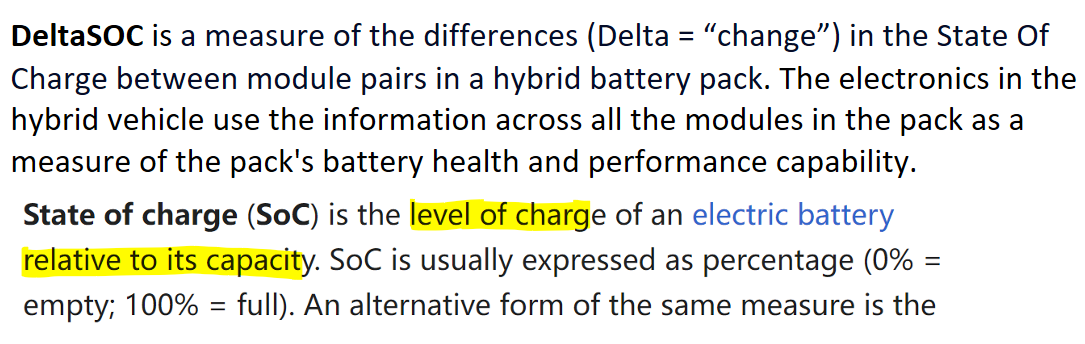 DeltaSOC is a measure of the differences (Delta = “change”) in the State Of
Charge between module pairs in a hybrid battery pack. The electronics in the
hybrid vehicle use the information across all the modules in the pack as a
measure of the pack's battery health and performance capability.
State of charge (SoC) is the level of charge of an electric battery
relative to its capacity. SoC is usually expressed as percentage (0% =
empty; 100% = full). An alternative form of the same measure is the